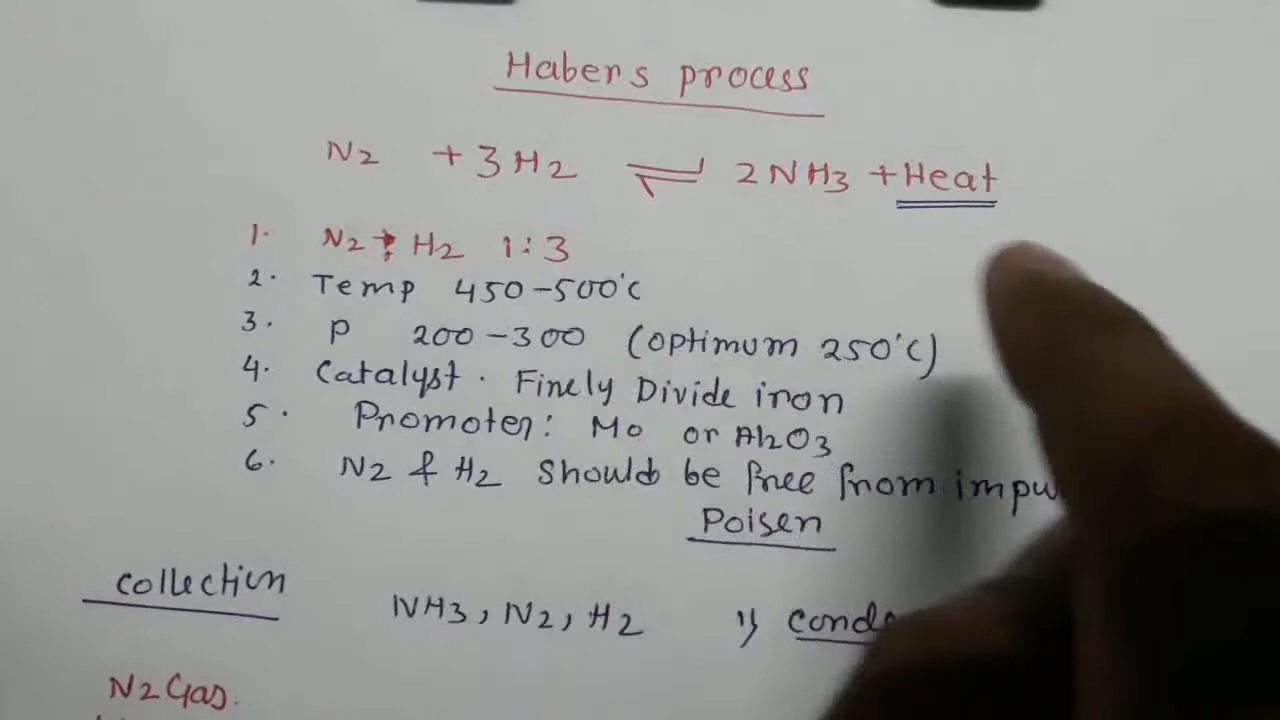 Habers process
N2 + 3H2 ⇌ 2NH3 + Heat
1. N2 : H2 1:3
2. Temp 450-500°C
3. P 200-300 (optimum 250°C)
4. Catalyst. Finely Divide iron
5. Promoter: Mo or Al2O3
6. N2 & H2 should be free from
Poisen
Collection
NH3, N2, H2 1)
N2 Gas.